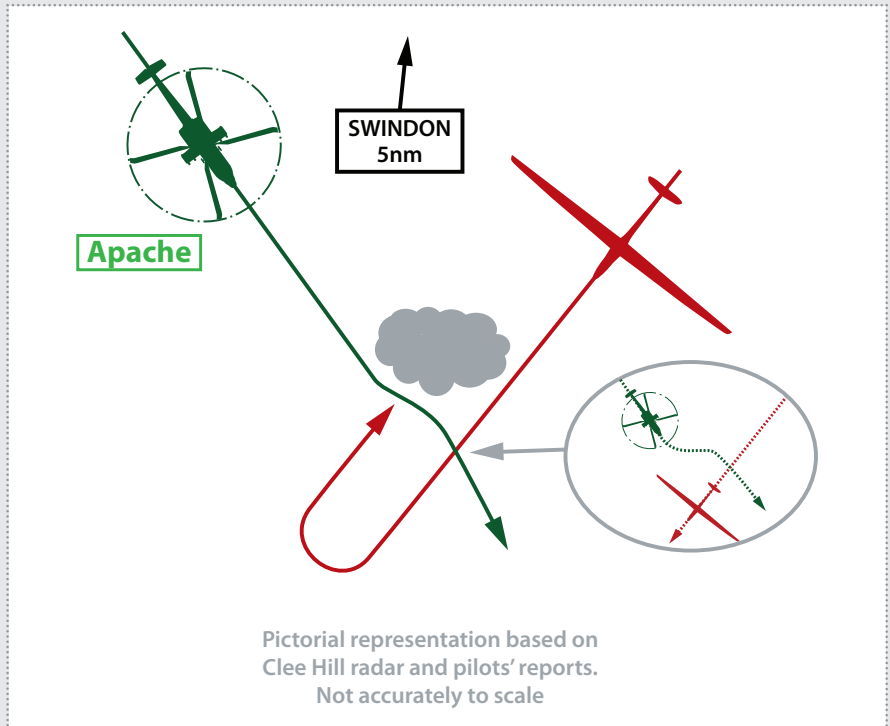 SWINDON
5nm
Apache
Pictorial representation based on
Clee Hill radar and pilots’ reports.
Not accurately to scale